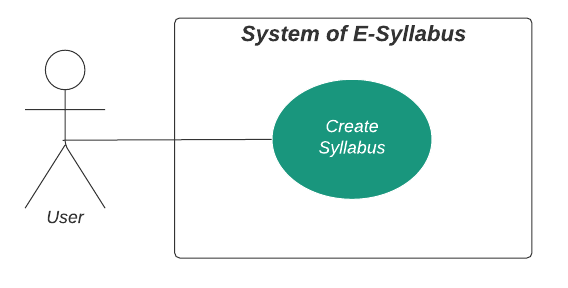 System of E-Syllabus
Create
Syllabus
User